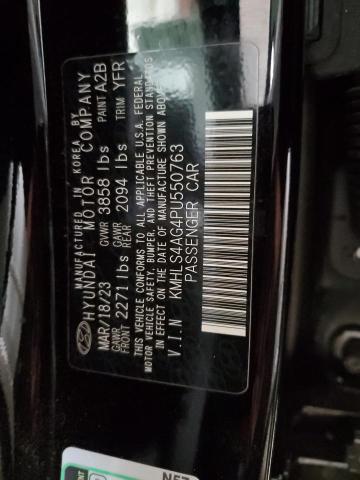 MANUFACTURED IN KOREA BY
HYUNDAI MOTOR COMPANY
MAR/18/23 GVWR 3858 lbs PAINT A2B
GAWR FRONT 2271 lbs GAWR REAR 2094 lbs TRIM YFR
THIS VEHICLE CONFORMS TO ALL APPLICABLE U.S.A. FEDERAL
MOTOR VEHICLE SAFETY, BUMPER, AND THEFT PREVENTION STANDARDS
IN EFFECT ON THE DATE OF MANUFACTURE SHOWN ABOVE.
V.I.N KMHLS4AG4PU550763
PASSENGER CAR